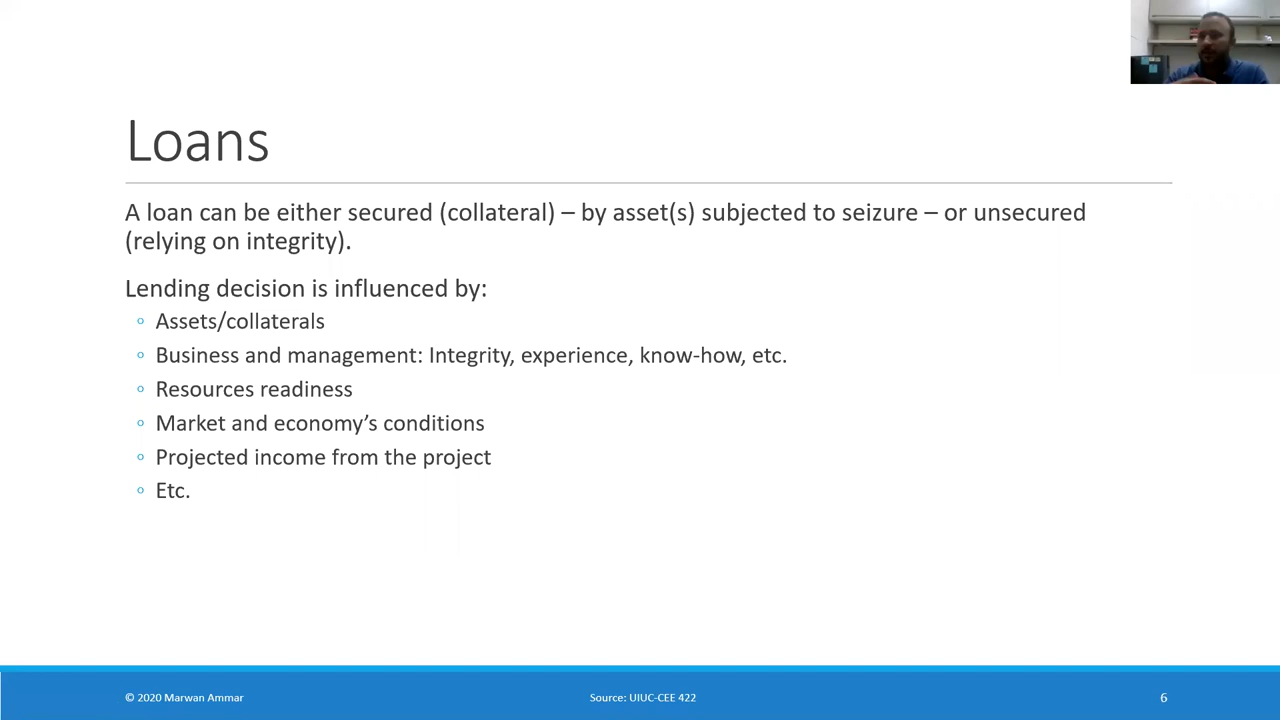 Loans
A loan can be either secured (collateral) – by asset(s) subjected to seizure – or unsecured
(relying on integrity).
Lending decision is influenced by:
◦ Assets/collaterals
◦ Business and management: Integrity, experience, know-how, etc.
◦ Resources readiness
◦ Market and economy’s conditions
◦ Projected income from the project
◦ Etc.
© 2020 Marwan Ammar
Source: UIUC-CEE 422
6